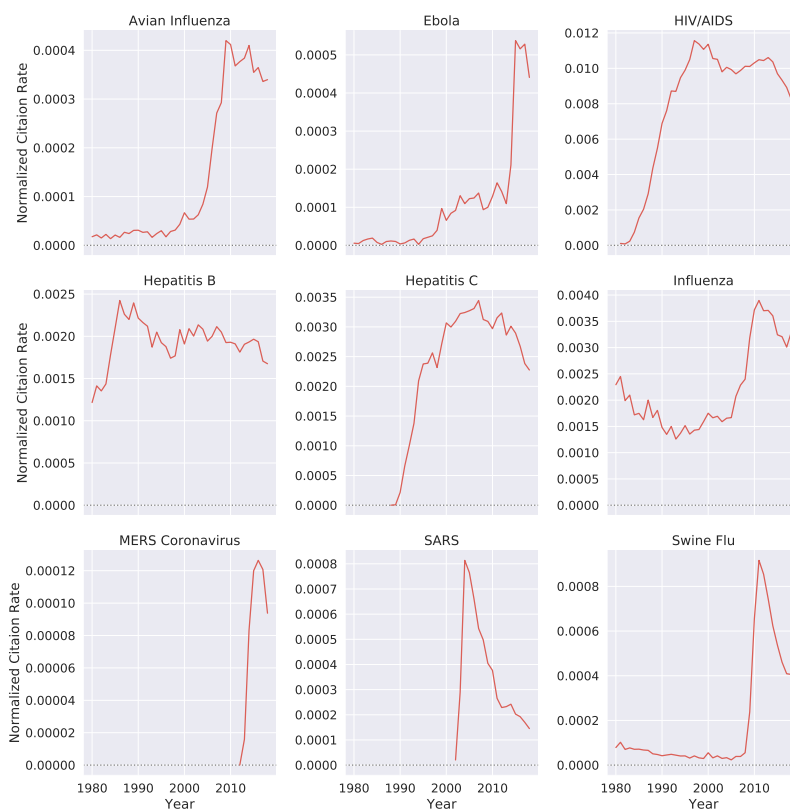 Avian Influenza Ebola HIV/AIDS
0.0004 0.0005 0.012
0.0003 0.0004 0.010
0.0002 0.0003 0.008
0.0001 0.0002 0.006
0.0000 0.0001 0.004
0.0000 0.002
0.000
Normalized Citaion Rate
Hepatitis B Hepatitis C Influenza
0.0025 0.0035 0.0040
0.0020 0.0030 0.0035
0.0015 0.0025 0.0030
0.0010 0.0020 0.0025
0.0005 0.0015 0.0020
0.0000 0.0010 0.0015
0.0005 0.0010
0.0000 0.0005
0.0000
Normalized Citaion Rate
MERS Coronavirus SARS Swine Flu
0.00012 0.0008 0.0008
0.00010 0.0007 0.0006
0.00008 0.0006 0.0004
0.00006 0.0005 0.0002
0.00004 0.0004 0.0000
0.00002 0.0003
0.00000 0.0002
0.0001
0.0000
Normalized Citaion Rate
1980 1990 2000 2010 1980 1990 2000 2010 1980 1990 2000 2010
Year Year Year